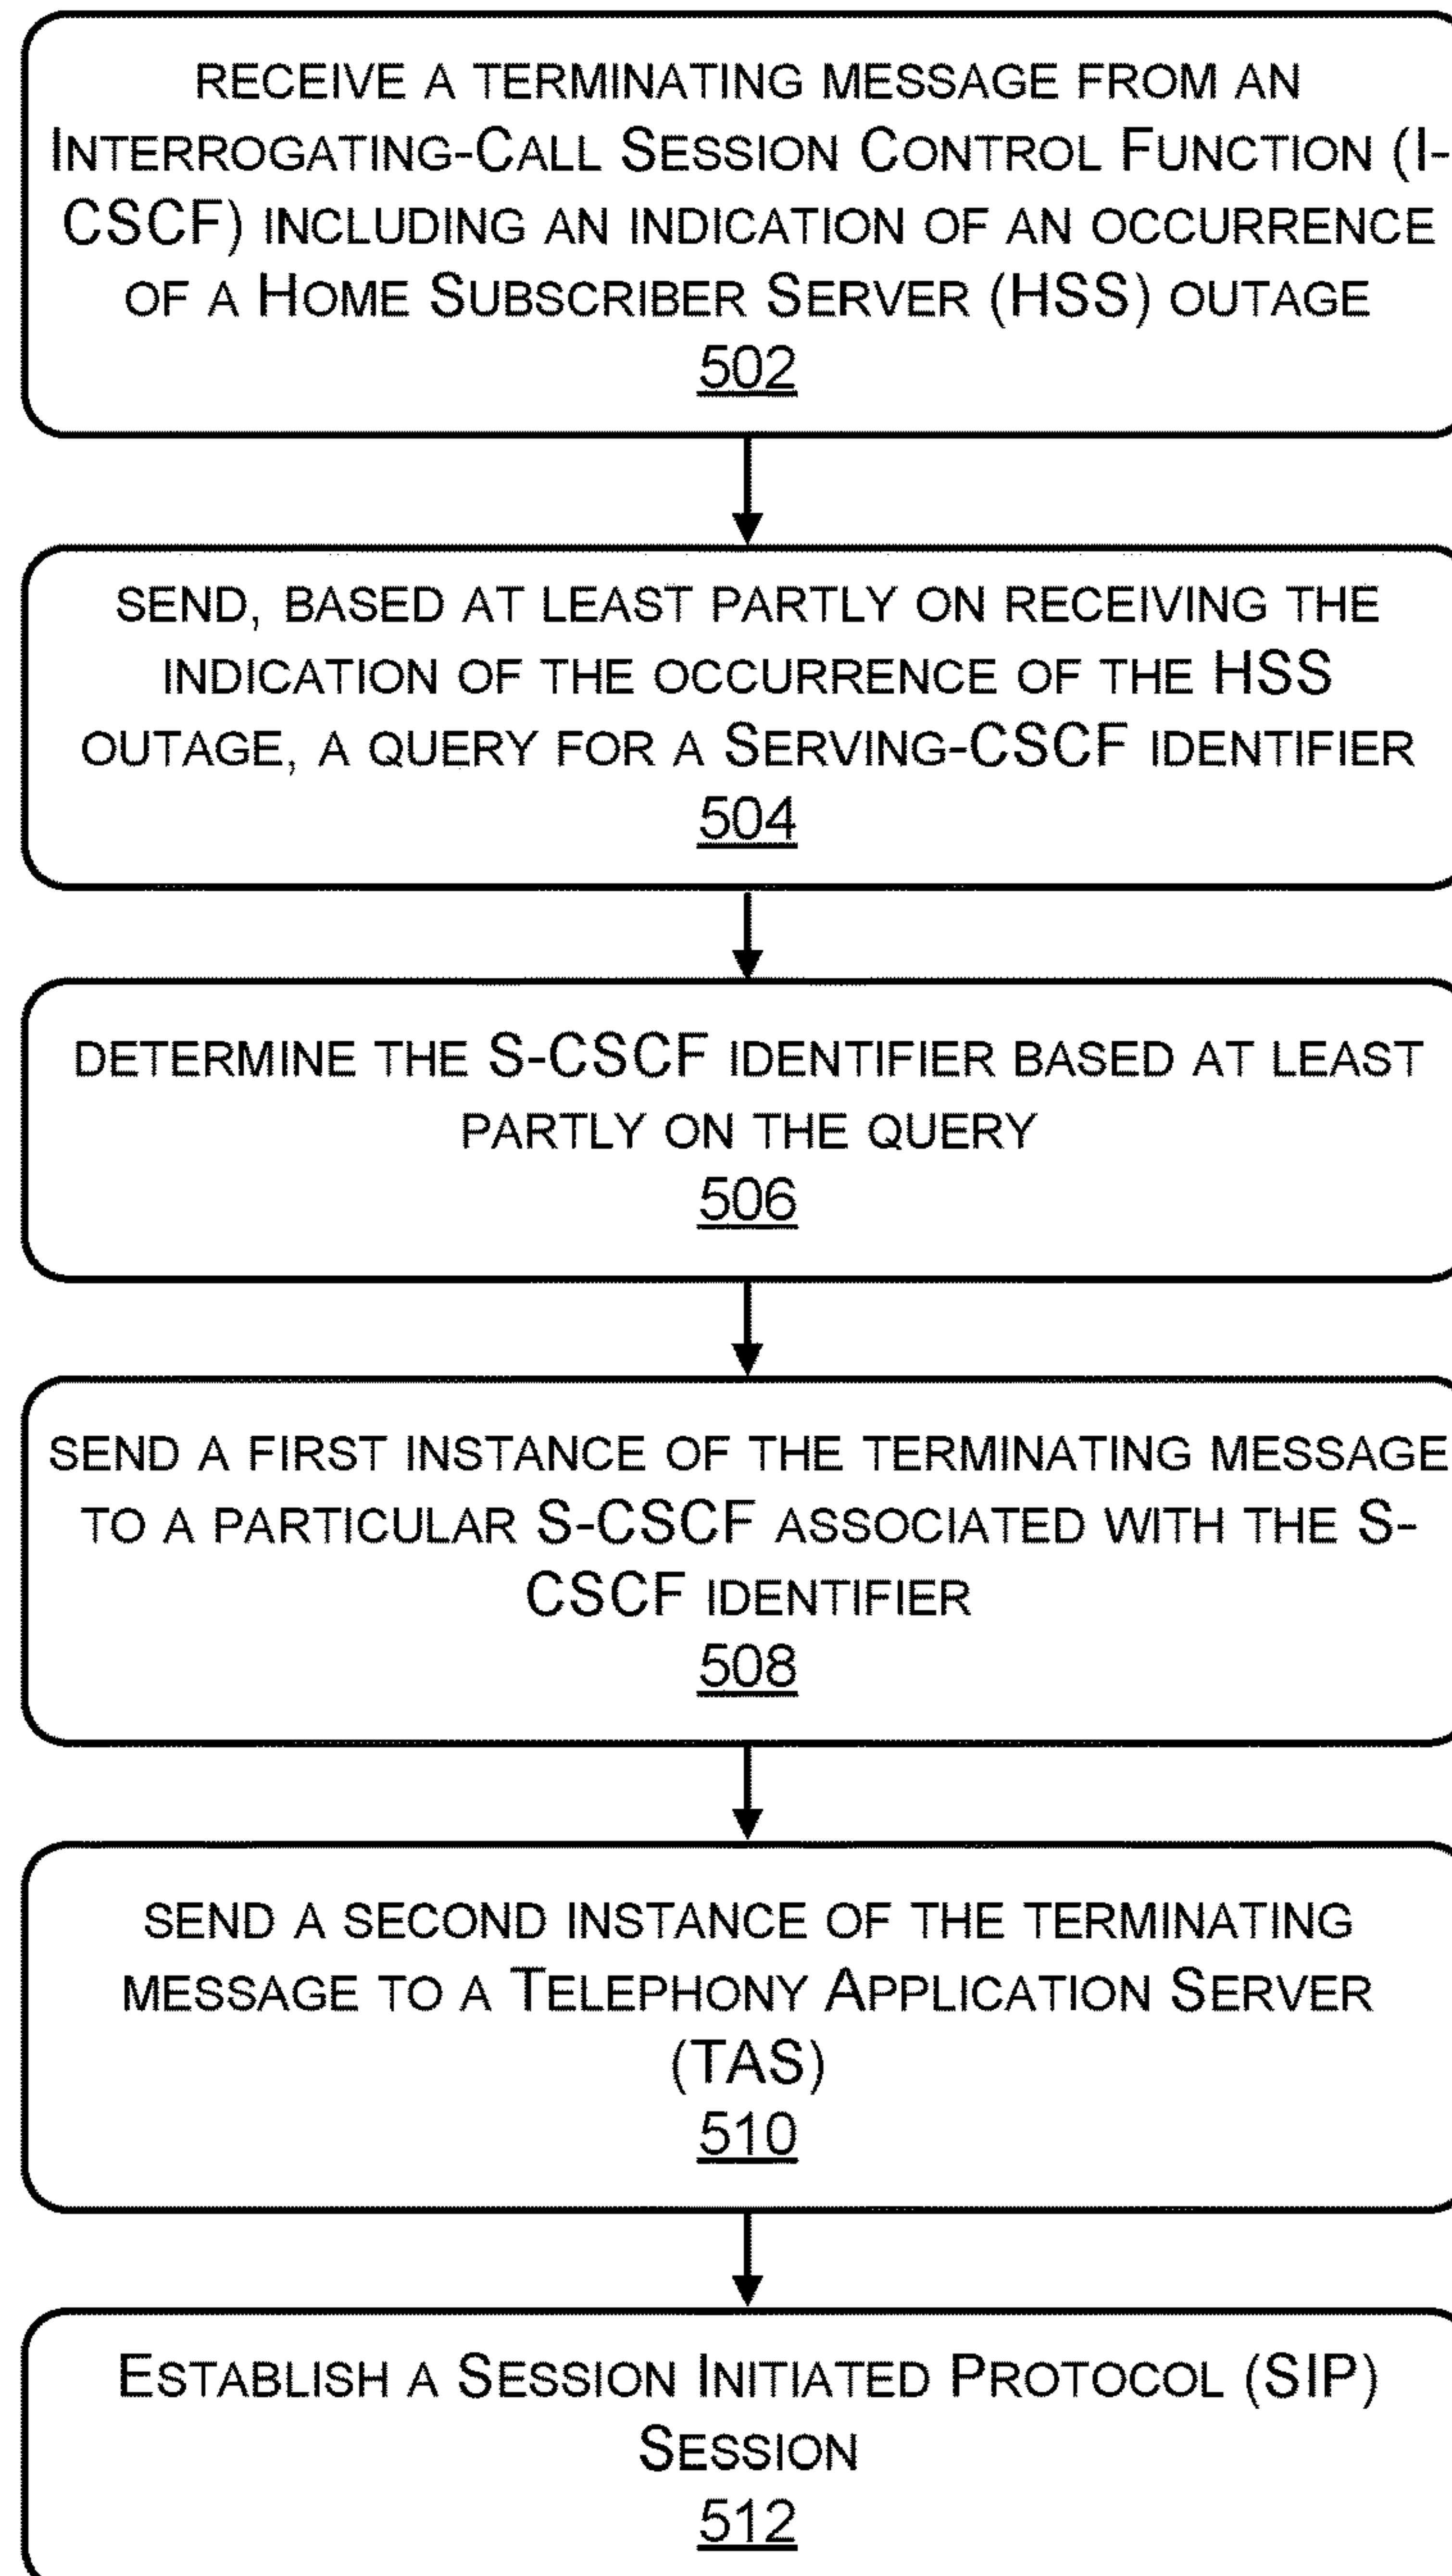 RECEIVE A TERMINATING MESSAGE FROM AN
INTERROGATING-CALL SESSION CONTROL FUNCTION (I-
CSCF) INCLUDING AN INDICATION OF AN OCCURRENCE
OF A HOME SUBSCRIBER SERVER (HSS) OUTAGE
502
SEND, BASED AT LEAST PARTLY ON RECEIVING THE
INDICATION OF THE OCCURRENCE OF THE HSS
OUTAGE, A QUERY FOR A SERVING-CSCF IDENTIFIER
504
DETERMINE THE S-CSCF IDENTIFIER BASED AT LEAST
PARTLY ON THE QUERY
506
SEND A FIRST INSTANCE OF THE TERMINATING MESSAGE
TO A PARTICULAR S-CSCF ASSOCIATED WITH THE S-
CSCF IDENTIFIER
508
SEND A SECOND INSTANCE OF THE TERMINATING
MESSAGE TO A TELEPHONY APPLICATION SERVER
(TAS)
510
ESTABLISH A SESSION INITIATED PROTOCOL (SIP)
SESSION
512